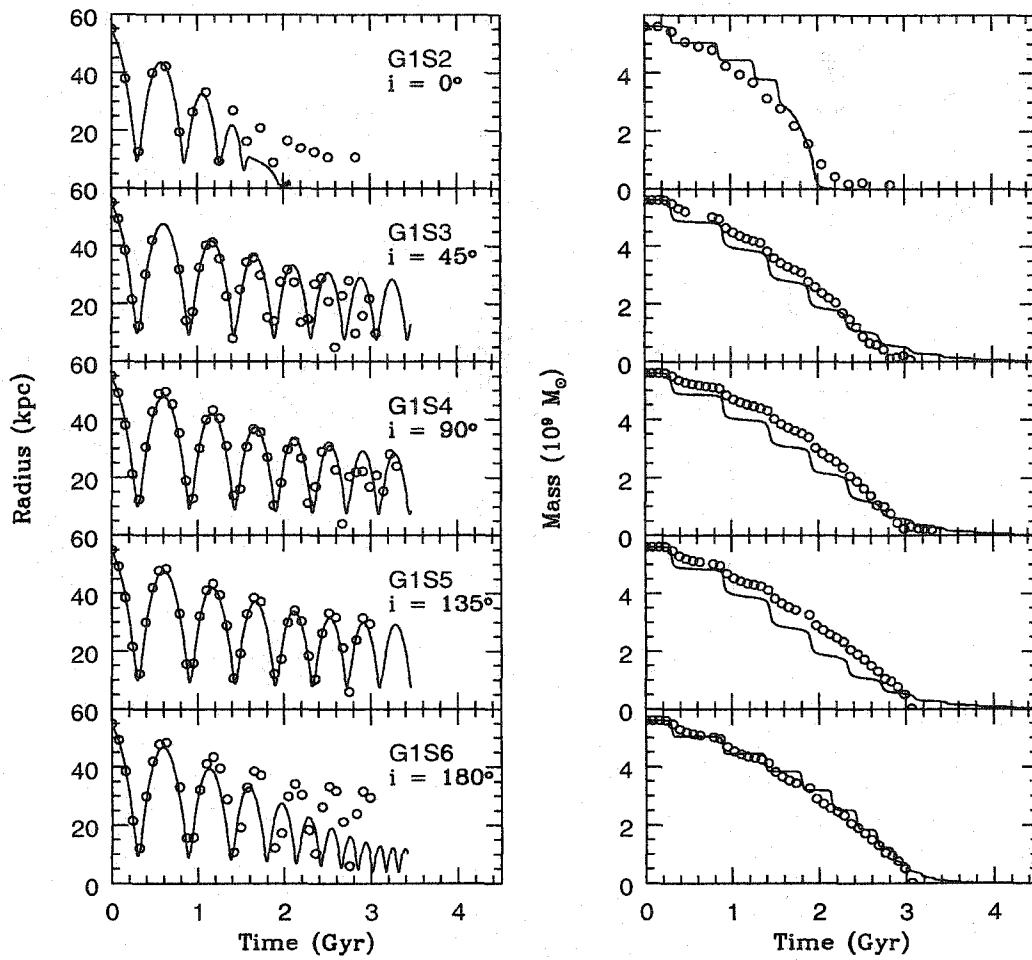 60
40
20
60
40
20
60
40
20
60
40
20
60
40
20
0
G1S2
i = 0°
G1S3
i = 45°
G1S4
i = 90°
G1S5
i = 135°
G1S6
i = 180°
Radius (kpc)
0 1 2 3 4
Time (Gyr)
4
2
0
4
2
0
4
2
0
4
2
0
4
2
0
Mass (10⁹ M☉)
0 1 2 3 4
Time (Gyr)